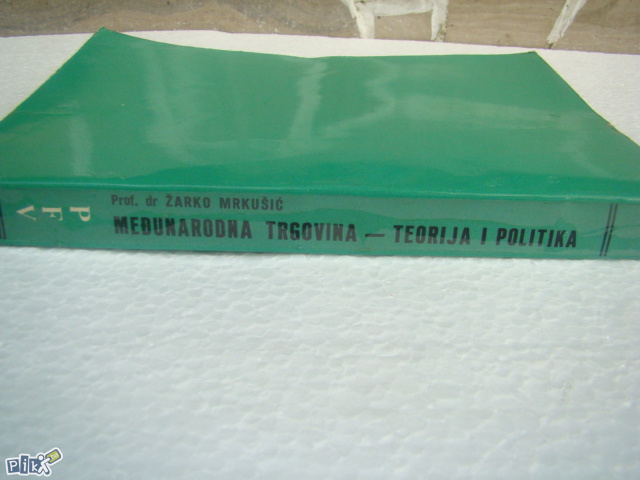 Prof. dr ŽARKO MRKUŠIĆ
MEĐUNARODNA TRGOVINA — TEORIJA I POLITIKA
P
F
V
pik